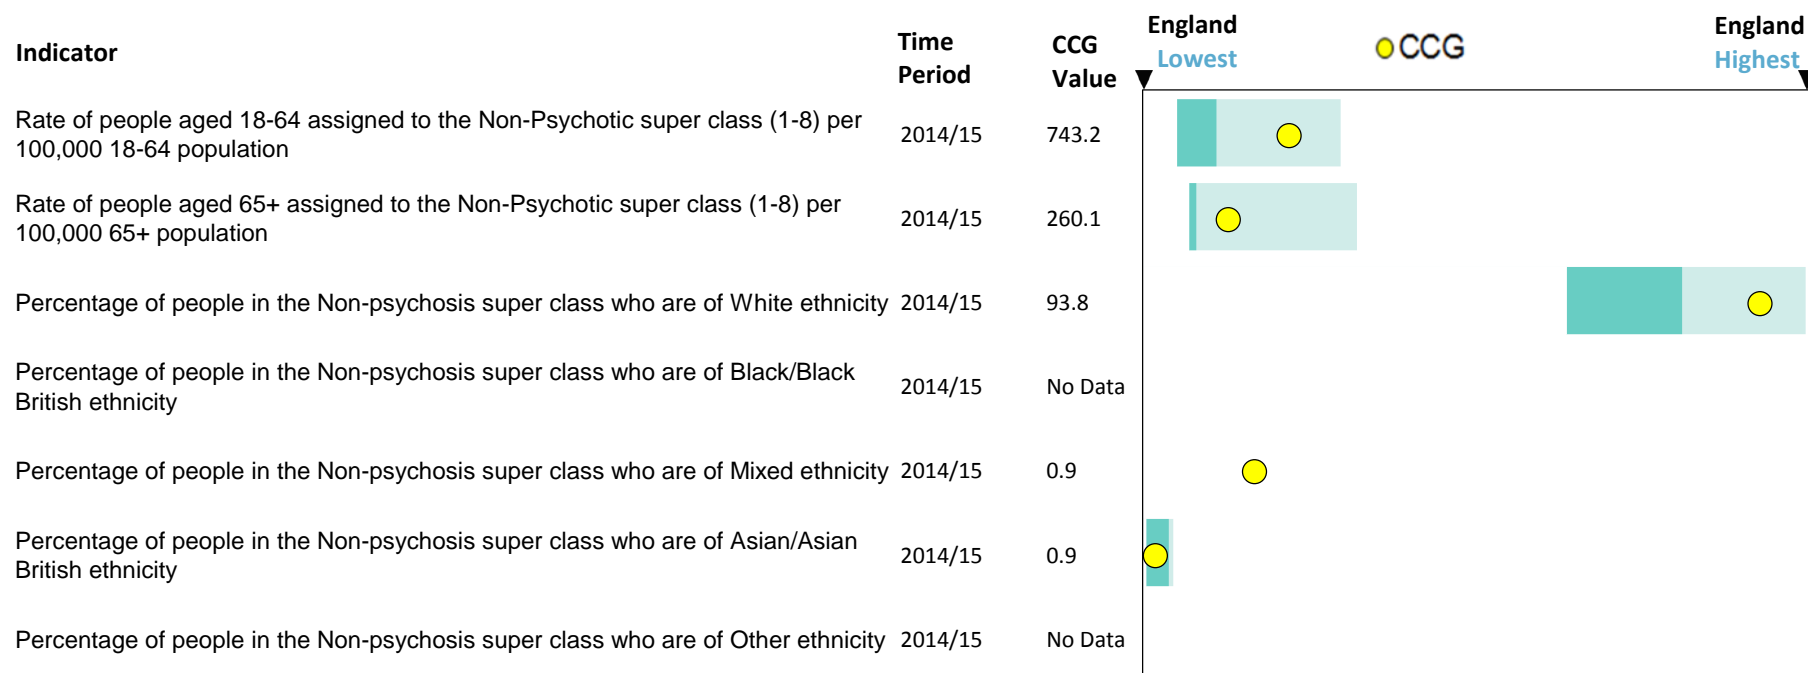 Indicator
Time
Period
CCG
Value
England
Lowest
CCG
England
Highest
Rate of people aged 18-64 assigned to the Non-Psychotic super class (1-8) per
100,000 18-64 population
2014/15
743.2
Rate of people aged 65+ assigned to the Non-Psychotic super class (1-8) per
100,000 65+ population
2014/15
260.1
Percentage of people in the Non-psychosis super class who are of White ethnicity
2014/15
93.8
Percentage of people in the Non-psychosis super class who are of Black/Black
British ethnicity
2014/15
No Data
Percentage of people in the Non-psychosis super class who are of Mixed ethnicity
2014/15
0.9
Percentage of people in the Non-psychosis super class who are of Asian/Asian
British ethnicity
2014/15
0.9
Percentage of people in the Non-psychosis super class who are of Other ethnicity
2014/15
No Data